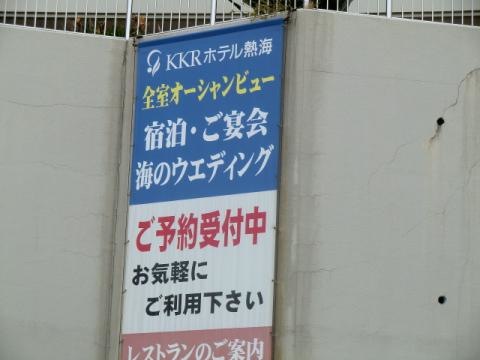 KKRホテル熱海
全室オーシャンビュー
宿泊・ご宴会
海のウエディング
ご予約受付中
お気軽に
ご利用下さい
レストランのご案内